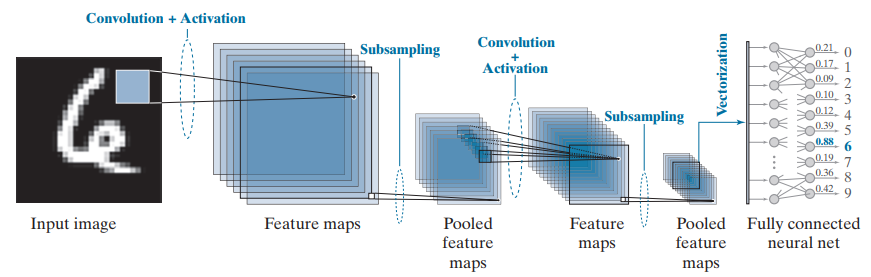 Convolution + Activation
Subsampling
Convolution
+
Activation
Subsampling
Vectorization
0.21 0
0.17 1
0.09 2
0.10 3
0.12 4
0.39 5
0.88 6
0.19 7
0.36 8
0.42 9
Input image
Feature maps
Pooled
feature
maps
Feature
maps
Pooled
feature
maps
Fully connected
neural net